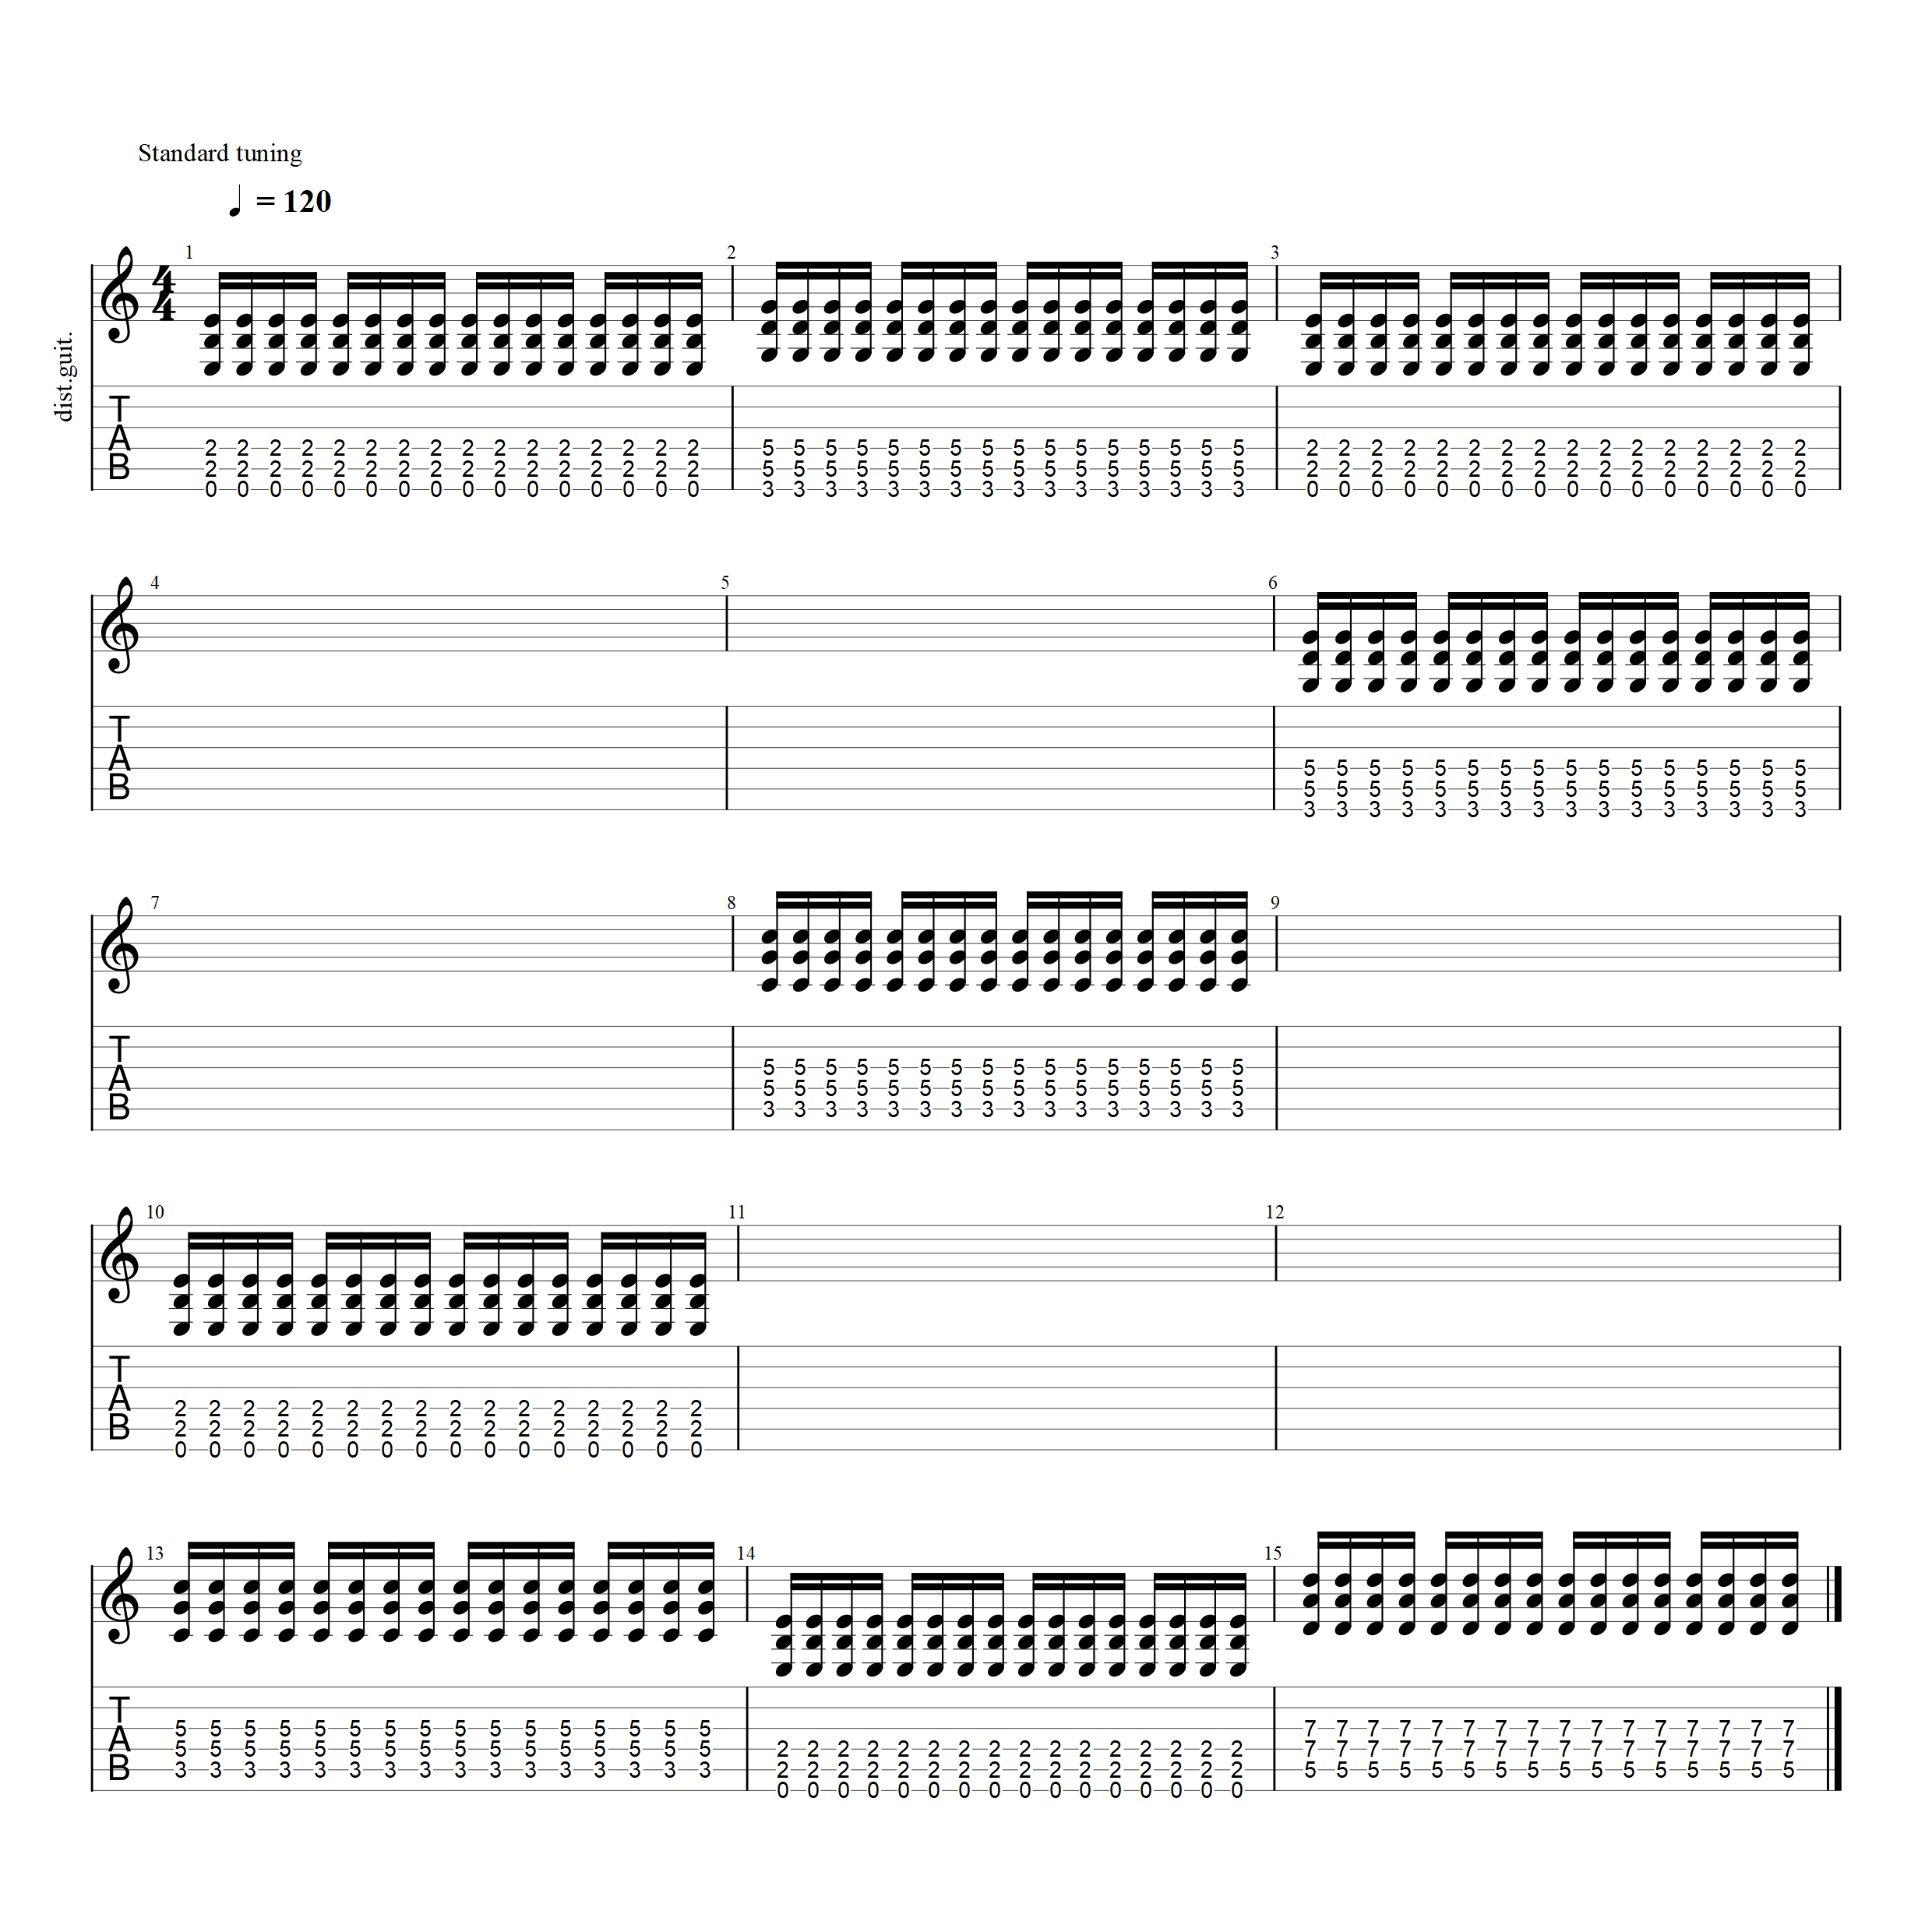 Standard tuning
= 120
dist.guit.
1 2 3
4
4
T
A
B
2 2 2 2 2 2 2 2 2 2 2 2 2 2 2 2 5 5 5 5 5 5 5 5 5 5 5 5 5 5 5 5 2 2 2 2 2 2 2 2 2 2 2 2 2 2 2 2
2 2 2 2 2 2 2 2 2 2 2 2 2 2 2 2 5 5 5 5 5 5 5 5 5 5 5 5 5 5 5 5 2 2 2 2 2 2 2 2 2 2 2 2 2 2 2 2
0 0 0 0 0 0 0 0 0 0 0 0 0 0 0 0 3 3 3 3 3 3 3 3 3 3 3 3 3 3 3 3 0 0 0 0 0 0 0 0 0 0 0 0 0 0 0 0
4 5 6
T
A
B
5 5 5 5 5 5 5 5 5 5 5 5 5 5 5 5
5 5 5 5 5 5 5 5 5 5 5 5 5 5 5 5
3 3 3 3 3 3 3 3 3 3 3 3 3 3 3 3
7 8 9
T
A
B
5 5 5 5 5 5 5 5 5 5 5 5 5 5 5 5
5 5 5 5 5 5 5 5 5 5 5 5 5 5 5 5
3 3 3 3 3 3 3 3 3 3 3 3 3 3 3 3
10 11 12
T
A
B
2 2 2 2 2 2 2 2 2 2 2 2 2 2 2 2
2 2 2 2 2 2 2 2 2 2 2 2 2 2 2 2
0 0 0 0 0 0 0 0 0 0 0 0 0 0 0 0
13 14 15
T
A
B
5 5 5 5 5 5 5 5 5 5 5 5 5 5 5 5 7 7 7 7 7 7 7 7 7 7 7 7 7 7 7 7
5 5 5 5 5 5 5 5 5 5 5 5 5 5 5 5 2 2 2 2 2 2 2 2 2 2 2 2 2 2 2 2 7 7 7 7 7 7 7 7 7 7 7 7 7 7 7 7
3 3 3 3 3 3 3 3 3 3 3 3 3 3 3 3 2 2 2 2 2 2 2 2 2 2 2 2 2 2 2 2 5 5 5 5 5 5 5 5 5 5 5 5 5 5 5 5
0 0 0 0 0 0 0 0 0 0 0 0 0 0 0 0